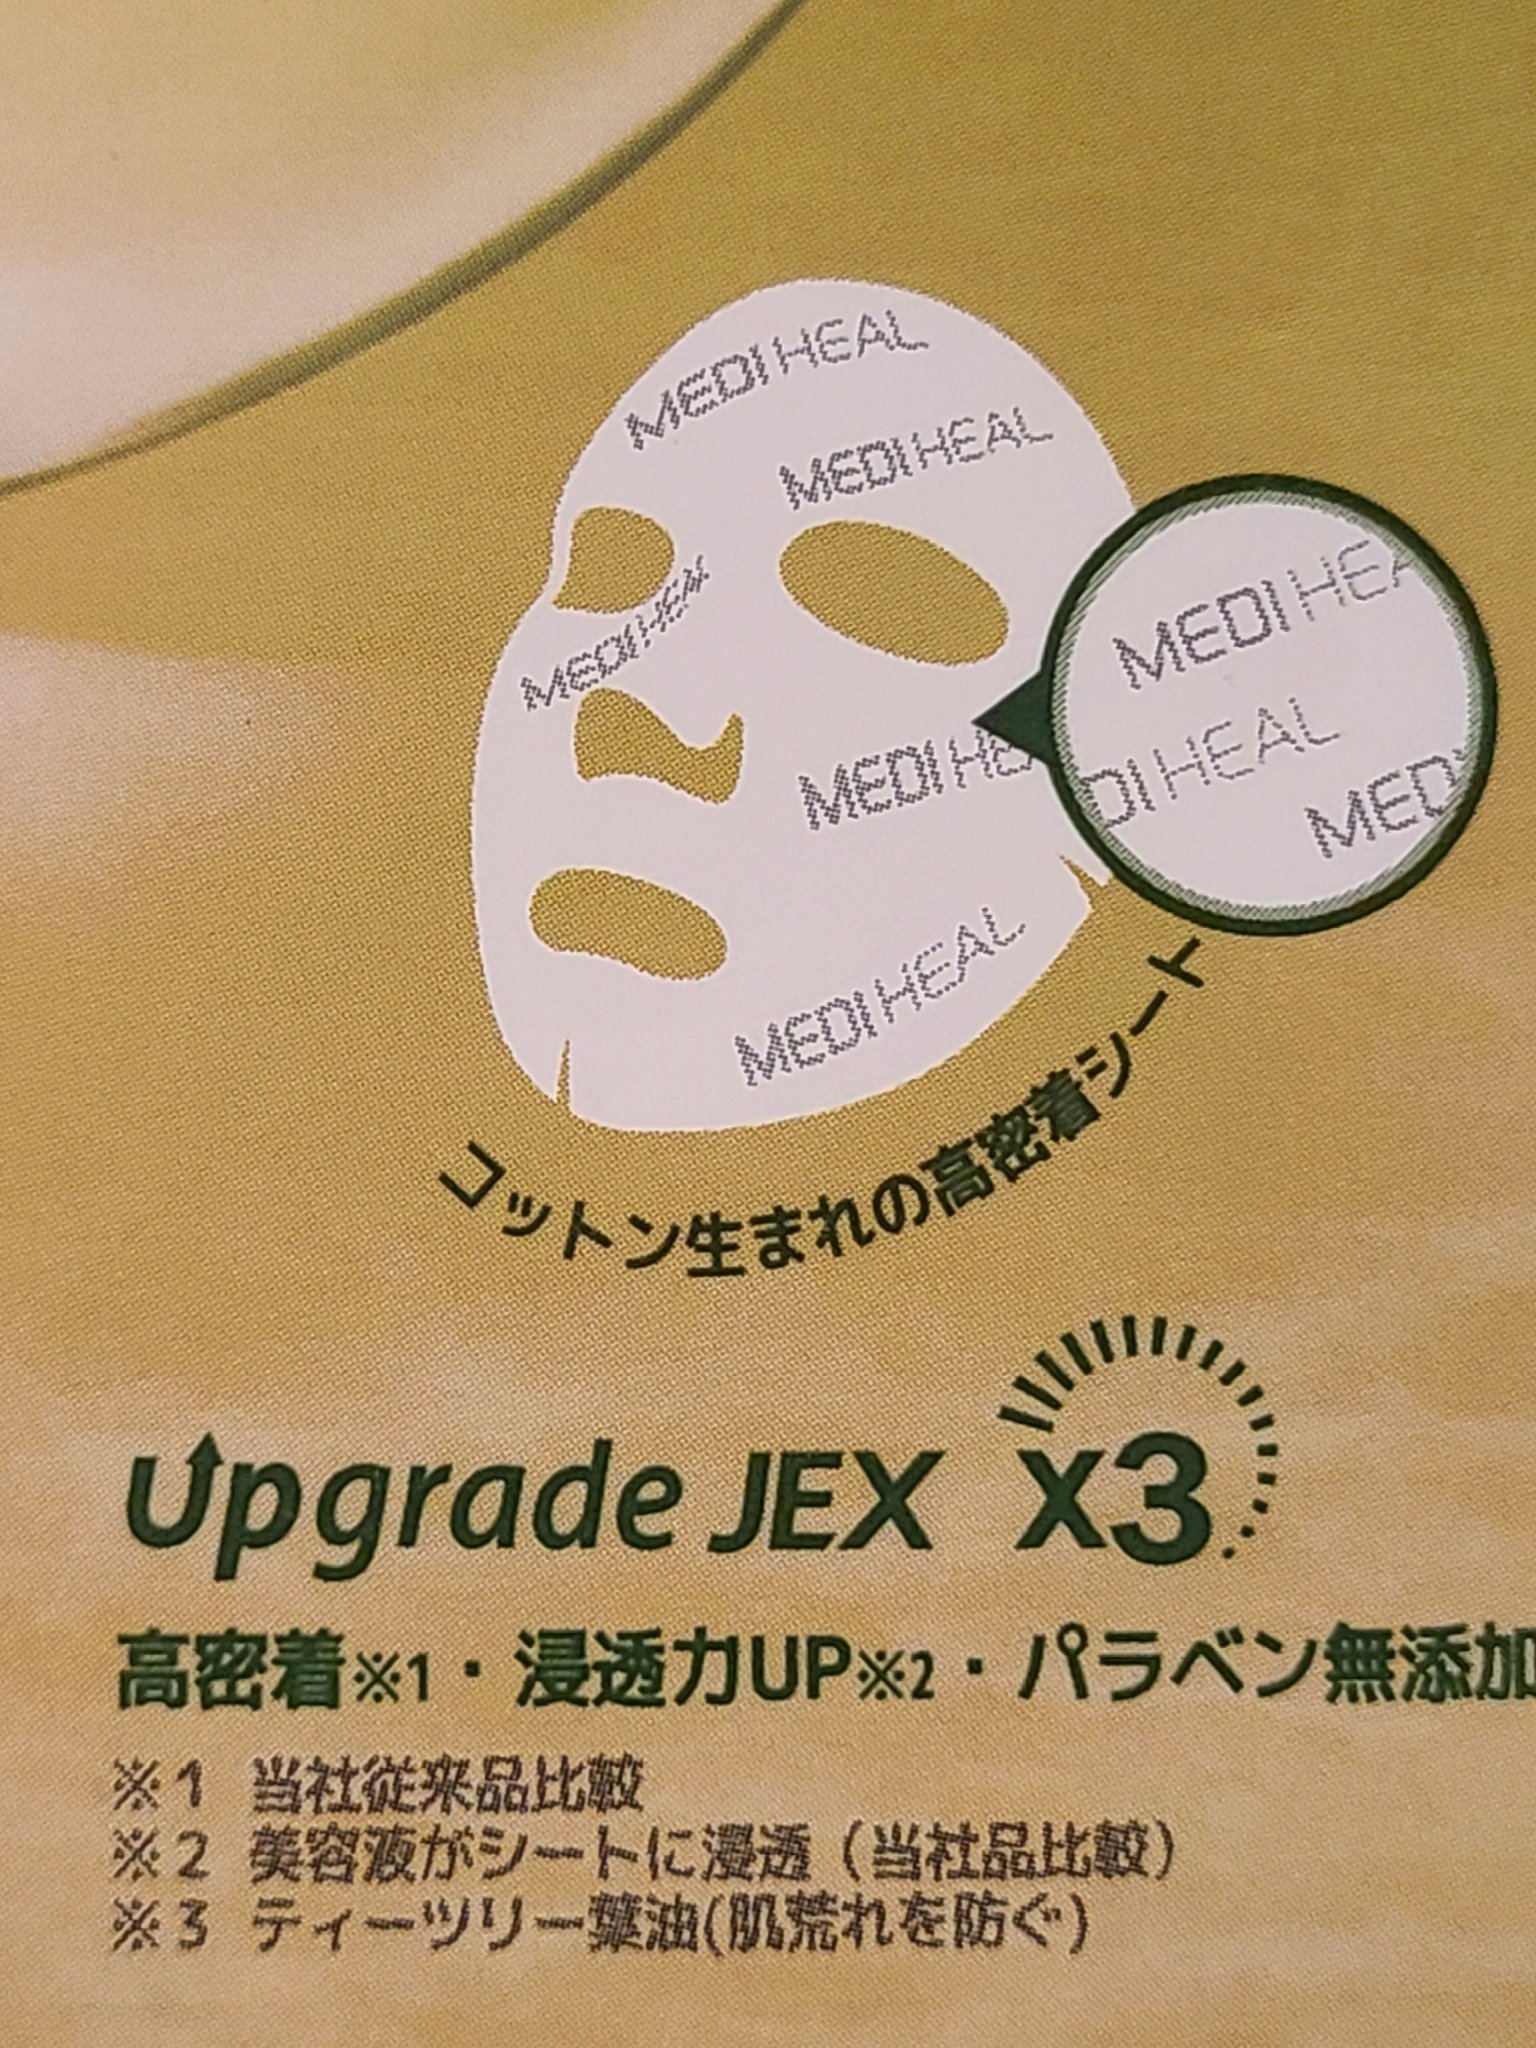 MEDIHEAL
MEDIHEAL
MEDIHEAL
MEDIHEA
MEDIHE
DIHEAL
MED
MEDIHEAL
コットン生まれの高密着シート
Upgrade JEX x3
高密着※1・浸透力UP※2・パラベン無添加
※1 当社従来品比較
※2 美容液がシートに浸透（当社品比較）
※3 ティーツリー葉油(肌荒れを防ぐ)